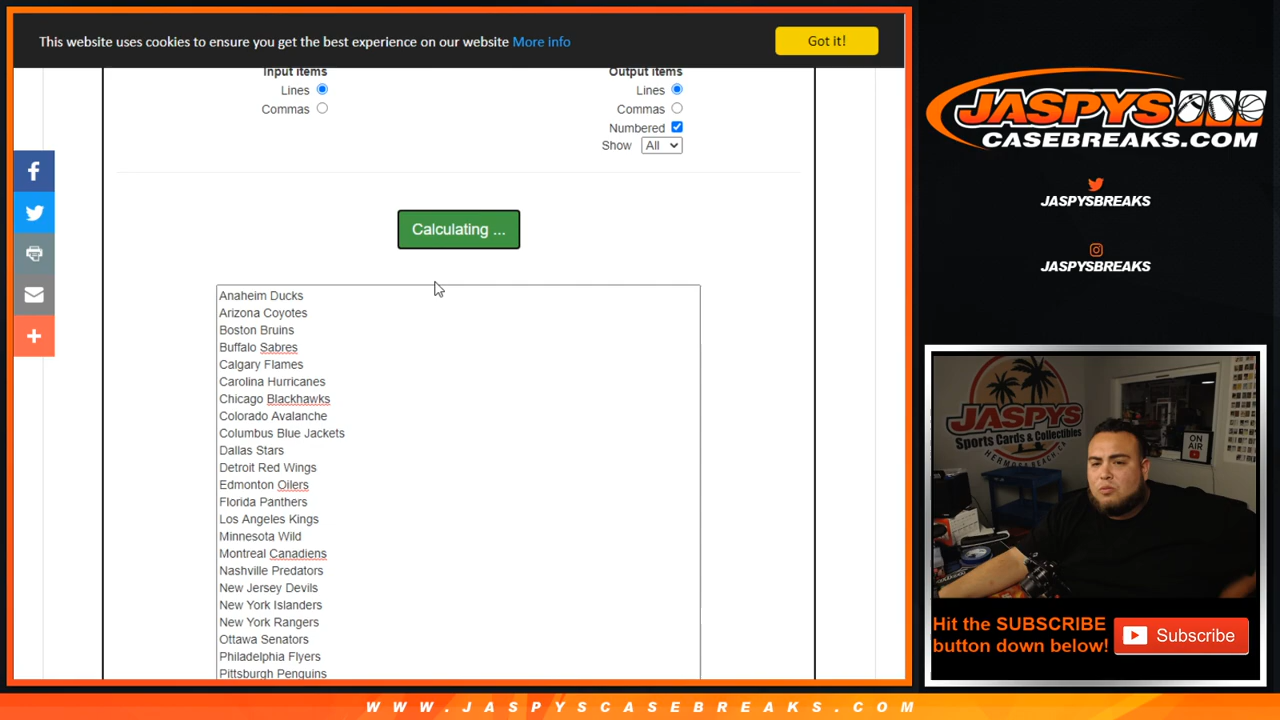 This website uses cookies to ensure you get the best experience on our website More info
Got it!
Input items
Output items
Lines
Lines
Commas
Commas
Numbered
Show All
Calculating ...
Anaheim Ducks
Arizona Coyotes
Boston Bruins
Buffalo Sabres
Calgary Flames
Carolina Hurricanes
Chicago Blackhawks
Colorado Avalanche
Columbus Blue Jackets
Dallas Stars
Detroit Red Wings
Edmonton Oilers
Florida Panthers
Los Angeles Kings
Minnesota Wild
Montreal Canadiens
Nashville Predators
New Jersey Devils
New York Islanders
New York Rangers
Ottawa Senators
Philadelphia Flyers
Pittsburgh Penguins
JASPYS
CASEBREAKS.COM
JASPYSBREAKS
JASPYSBREAKS
JASPYS
Sports Cards & Collectibles
HERMOSA BEACH, CA
ON
AIR
Hit the SUBSCRIBE
button down below!
Subscribe
WWW.JASPYSCASEBREAKS.COM